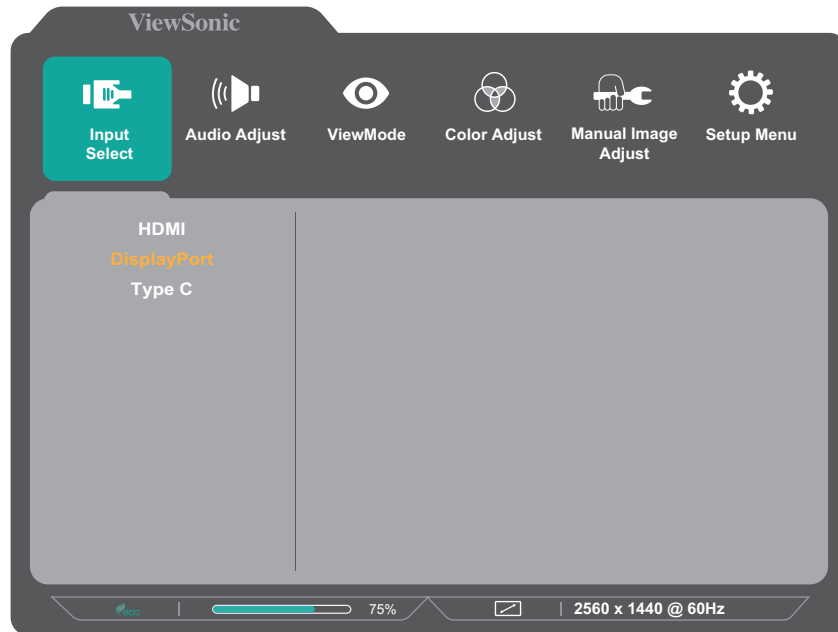 ViewSonic
Input
Select
Audio Adjust
ViewMode
Color Adjust
Manual Image
Adjust
Setup Menu
HDMI
DisplayPort
Type C
ECO
75%
2560 x 1440 @ 60Hz